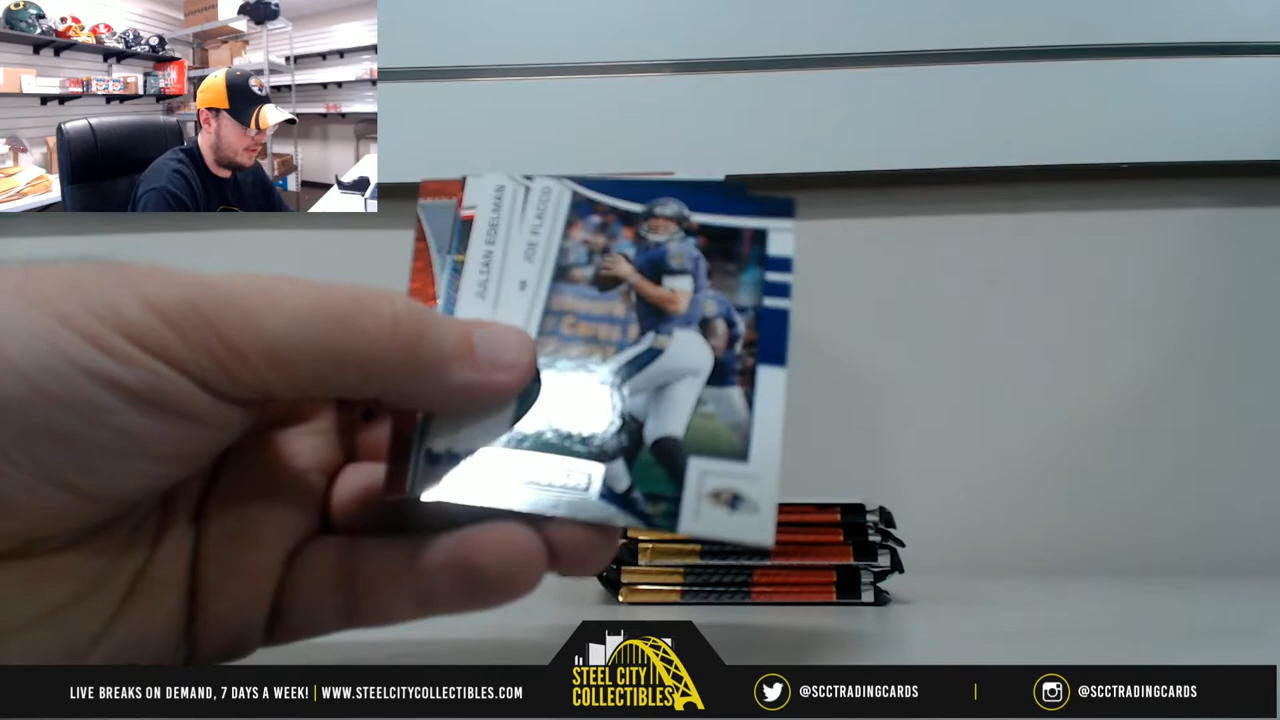 JULIAN EDELMAN
JOE FLACCO
LIVE BREAKS ON DEMAND, 7 DAYS A WEEK! | WWW.STEELCITYCOLLECTIBLES.COM
STEEL CITY
COLLECTIBLES
@SCCTRADINGCARDS | @SCCTRADINGCARDS